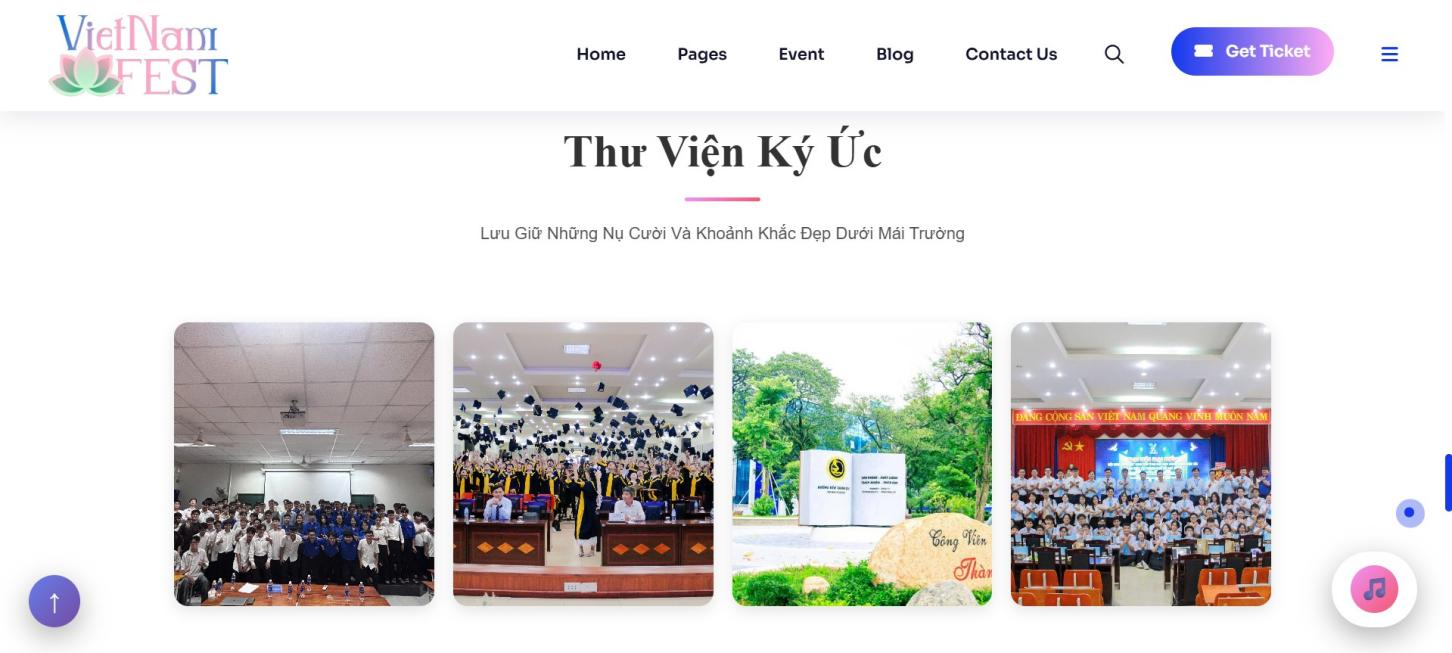 VietNam
FEST
Home
Pages
Event
Blog
Contact Us
Get Ticket
Thư Viện Ký Ức
Lưu Giữ Những Nụ Cười Và Khoảnh Khắc Đẹp Dưới Mái Trường
Công Viên
ĐẢNG CỘNG SẢN VIỆT NAM QUANG VINH MUÔN NĂM